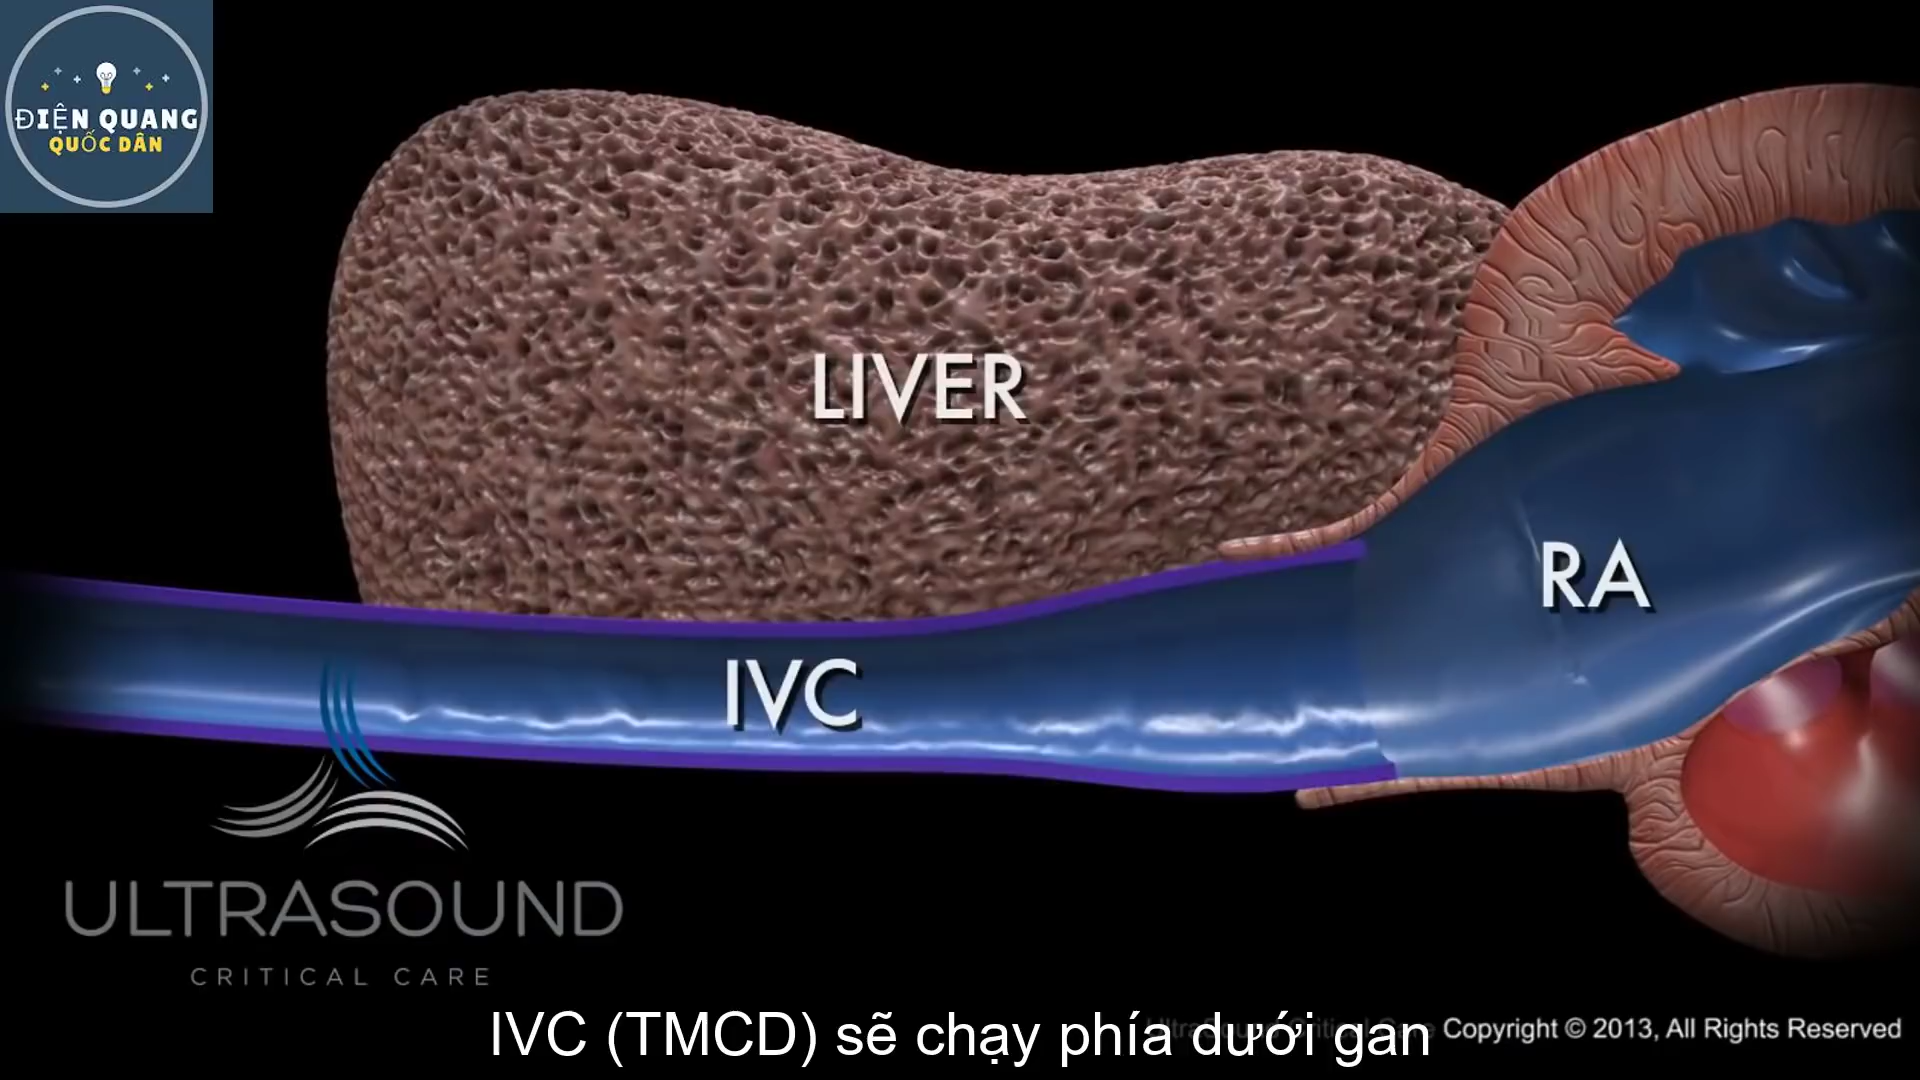 ĐIỆN QUANG
QUỐC DÂN
LIVER
RA
IVC
ULTRASOUND
CRITICAL CARE
IVC (TMCD) sẽ chạy phía dưới gan
Copyright © 2013, All Rights Reserved